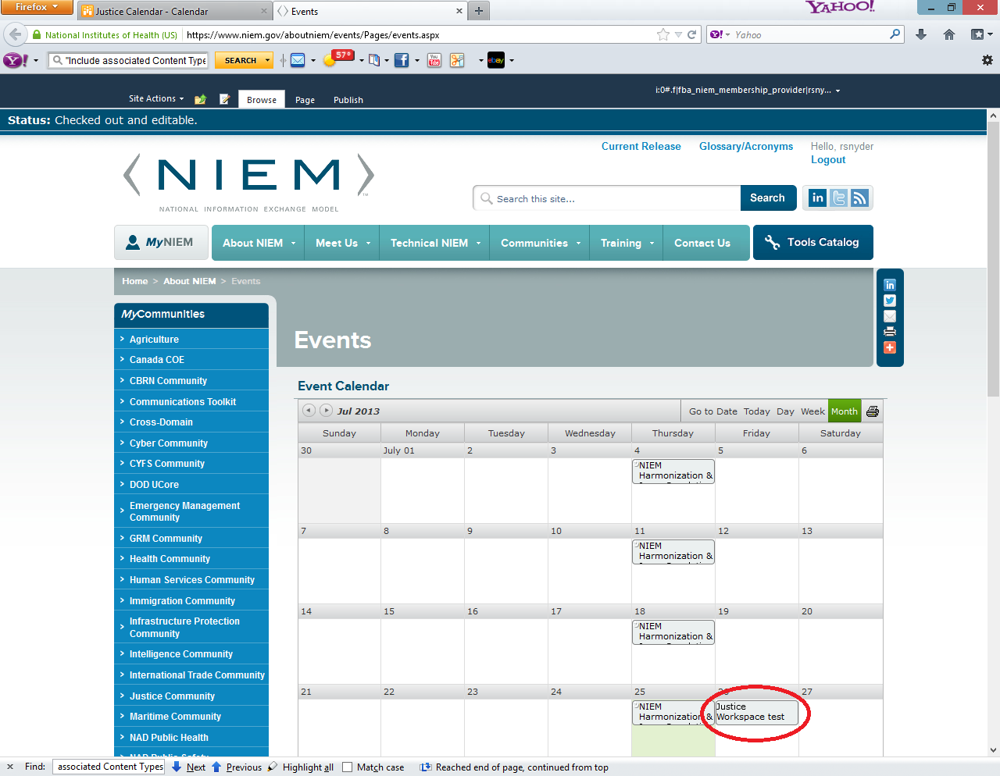 Firefox
Justice Calendar - Calendar
Events
YAHOO!
National Institutes of Health (US)
https://www.niem.gov/aboutniem/events/Pages/events.aspx
Yahoo
Y!
"Include associated Content Type
SEARCH
57°
You Tube
ebay
Site Actions
Browse
Page
Publish
i:0#.f|fba_niem_membership_provider|rsny...
Status: Checked out and editable.
Current Release
Glossary/Acronyms
Hello, rsnyder
Logout
NIEM
NATIONAL INFORMATION EXCHANGE MODEL
Search this site...
Search
MyNIEM
About NIEM
Meet Us
Technical NIEM
Communities
Training
Contact Us
Tools Catalog
Home > About NIEM > Events
MyCommunities
Agriculture
Canada COE
CBRN Community
Communications Toolkit
Cross-Domain
Cyber Community
CYFS Community
DOD UCore
Emergency Management
Community
GRM Community
Health Community
Human Services Community
Immigration Community
Infrastructure Protection
Community
Intelligence Community
International Trade Community
Justice Community
Maritime Community
NAD Public Health
NAD Public Safety
Events
Event Calendar
Jul 2013
Go to Date Today Day Week Month
Sunday Monday Tuesday Wednesday Thursday Friday Saturday
30 July 01 2 3 4 5 6
NIEM
Harmonization &
7 8 9 10 11 12 13
NIEM
Harmonization &
14 15 16 17 18 19 20
NIEM
Harmonization &
21 22 23 24 25 26 27
NIEM
Harmonization &
Justice
Workspace test
Find:
associated Content Types
Next
Previous
Highlight all
Match case
Reached end of page, continued from top